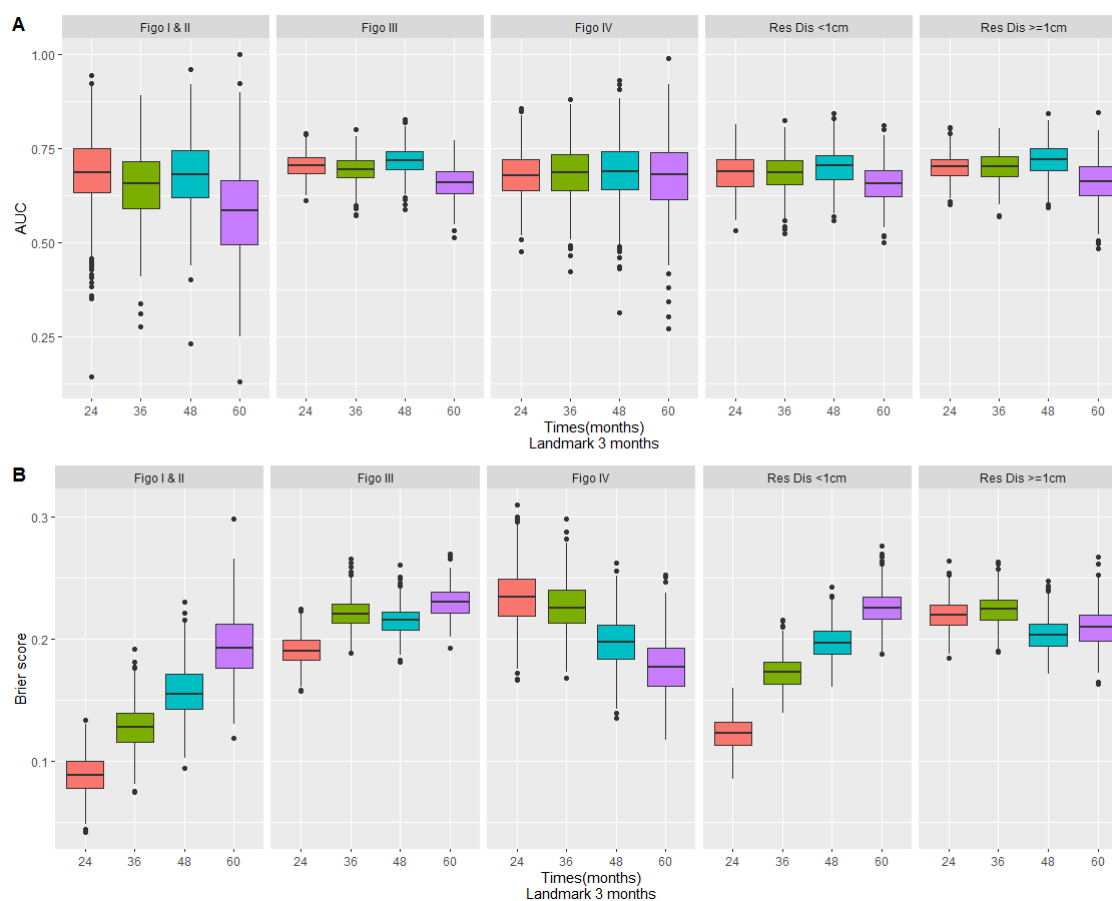 A
Figo I & II
Figo III
Figo IV
Res Dis <1cm
Res Dis >=1cm
AUC
1.00
0.75
0.50
0.25
24 36 48 60 24 36 48 60 24 36 48 60 24 36 48 60 24 36 48 60
Times(months)
Landmark 3 months
B
Figo I & II
Figo III
Figo IV
Res Dis <1cm
Res Dis >=1cm
Brier score
0.3
0.2
0.1
24 36 48 60 24 36 48 60 24 36 48 60 24 36 48 60 24 36 48 60
Times(months)
Landmark 3 months